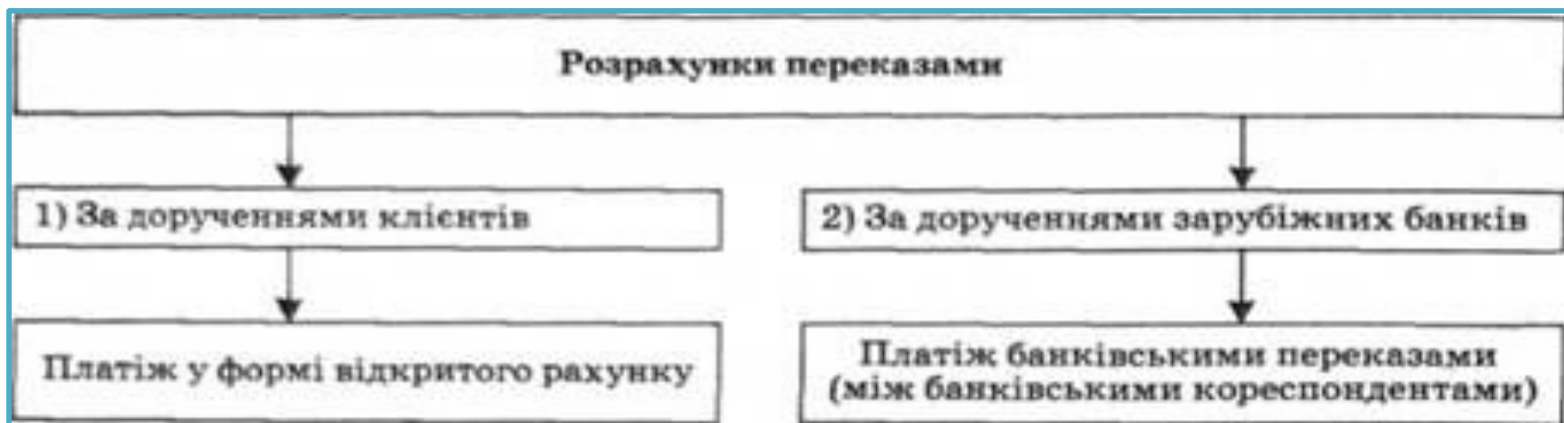 Розрахунки переказами
1) За дорученнями клієнтів
2) За дорученнями зарубіжних банків
Платіж у формі відкритого рахунку
Платіж банківськими переказами
(між банківськими кореспондентами)